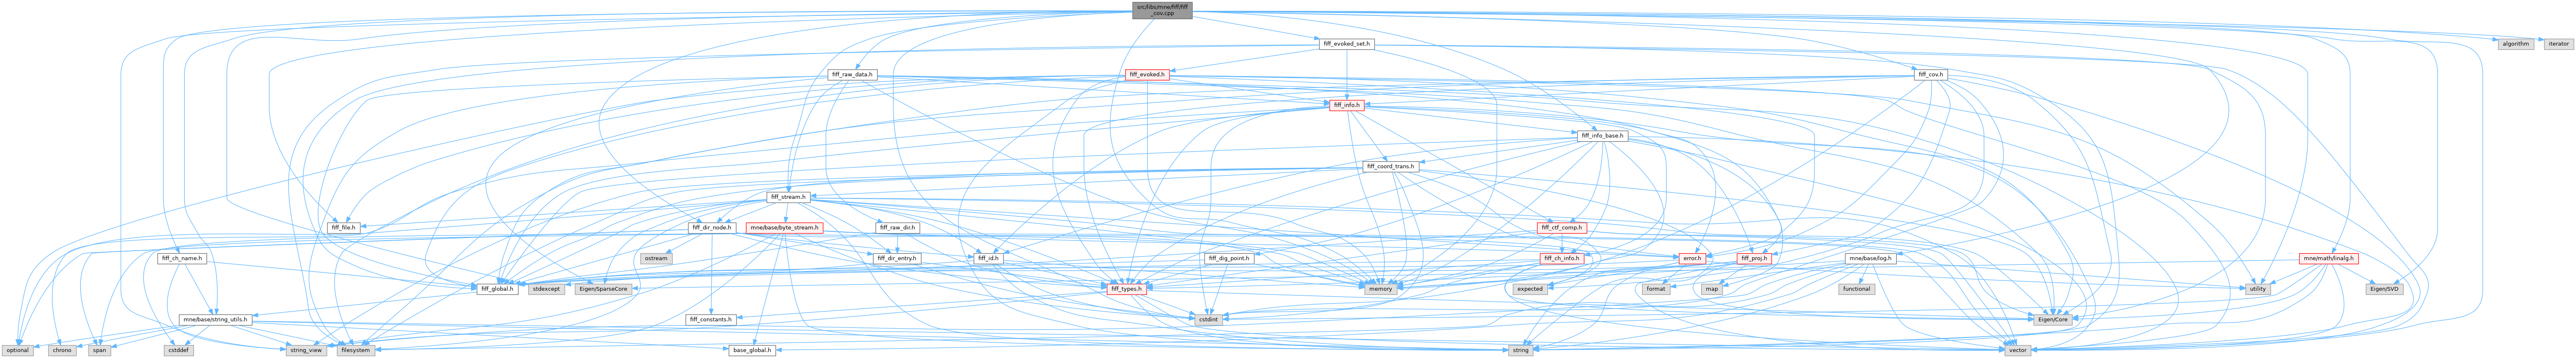 src/libs/mne/fiff/fiff
_cov.cpp
fiff_evoked_set.h
algorithm
iterator
fiff_raw_data.h
fiff_evoked.h
fiff_cov.h
fiff_info.h
fiff_info_base.h
fiff_coord_trans.h
fiff_stream.h
fiff_file.h
fiff_dir_node.h
mne/base/byte_stream.h
fiff_raw_dir.h
fiff_ctf_comp.h
fiff_ch_name.h
ostream
fiff_dir_entry.h
fiff_id.h
fiff_dig_point.h
fiff_ch_info.h
error.h
fiff_proj.h
mne/base/log.h
mne/math/linalg.h
fiff_global.h
stdexcept
Eigen/SparseCore
fiff_types.h
memory
expected
format
map
functional
utility
Eigen/SVD
mne/base/string_utils.h
fiff_constants.h
cstdint
Eigen/Core
optional
chrono
span
cstddef
string_view
filesystem
base_global.h
string
vector